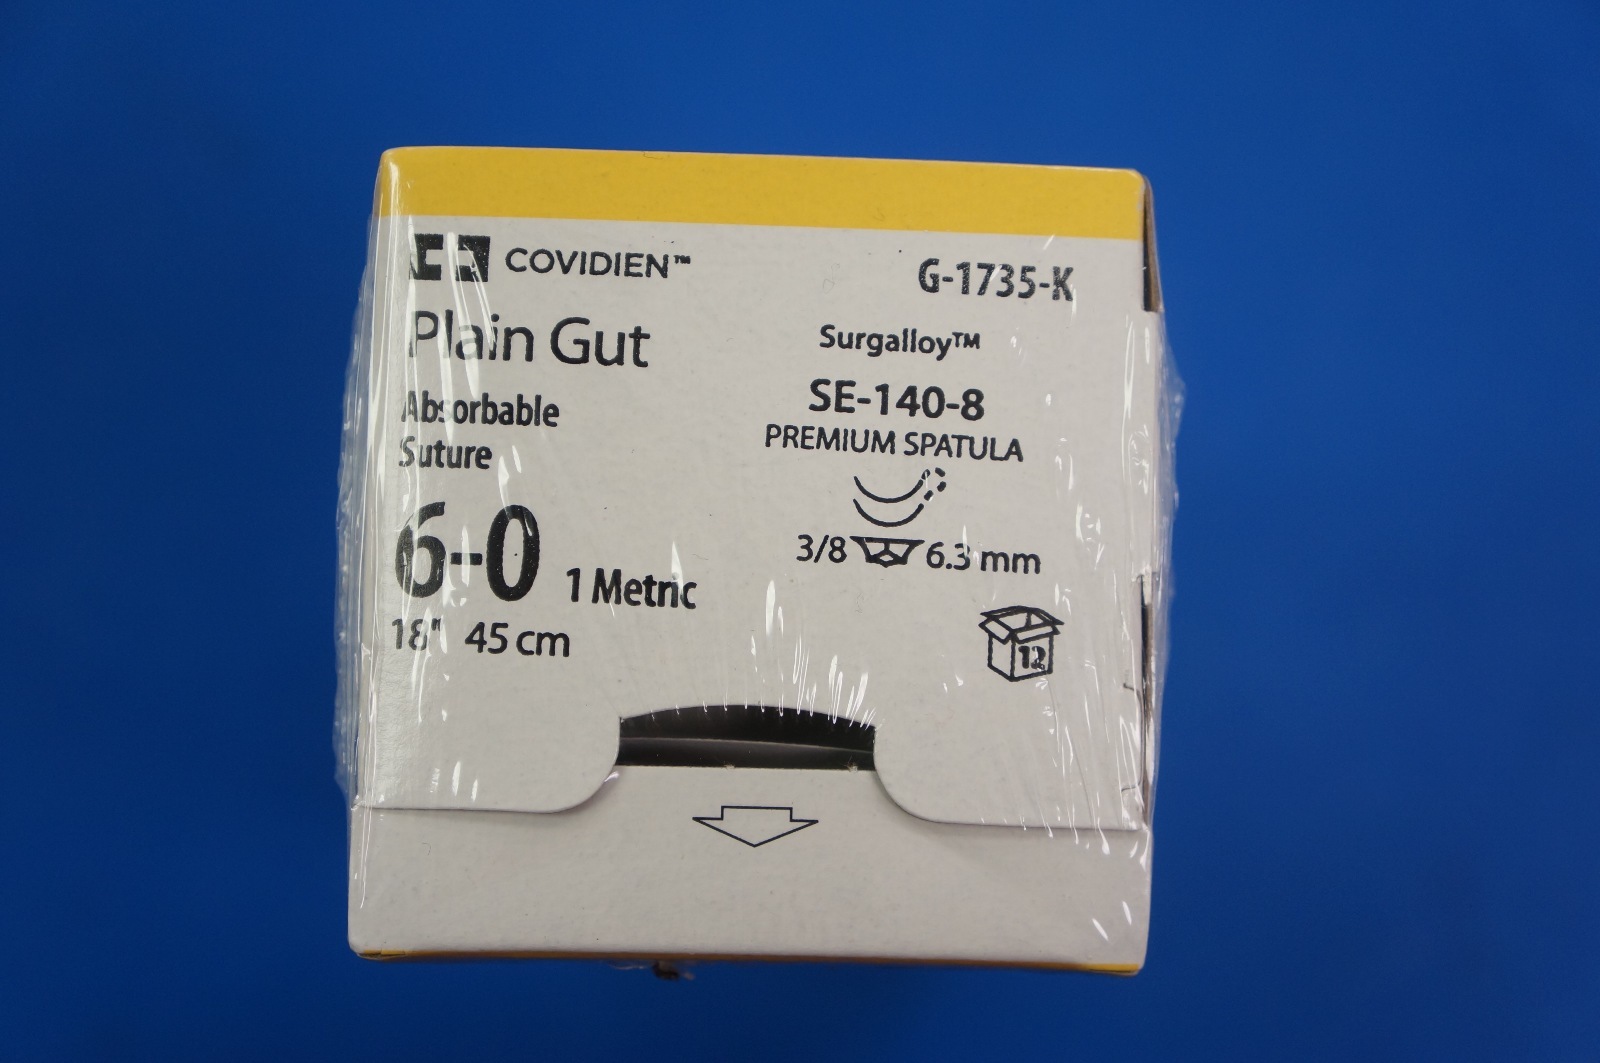 COVIDIEN™
G-1735-K
Plain Gut
Surgalloy™
Absorbable
Suture
SE-140-8
PREMIUM SPATULA
6-0 1 Metric
3/8 6.3 mm
18" 45 cm
12